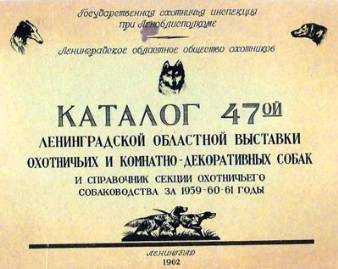 Государственная охотничья инспекция
при Леноблисполкоме
Ленинградское областное общество охотников
КАТАЛОГ 47ОЙ
ЛЕНИНГРАДСКОЙ ОБЛАСТНОЙ ВЫСТАВКИ
ОХОТНИЧЬИХ И КОМНАТНО-ДЕКОРАТИВНЫХ СОБАК
И СПРАВОЧНИК СЕКЦИИ ОХОТНИЧЬЕГО
СОБАКОВОДСТВА ЗА 1959-60-61 ГОДЫ
ЛЕНИНГРАД
1962